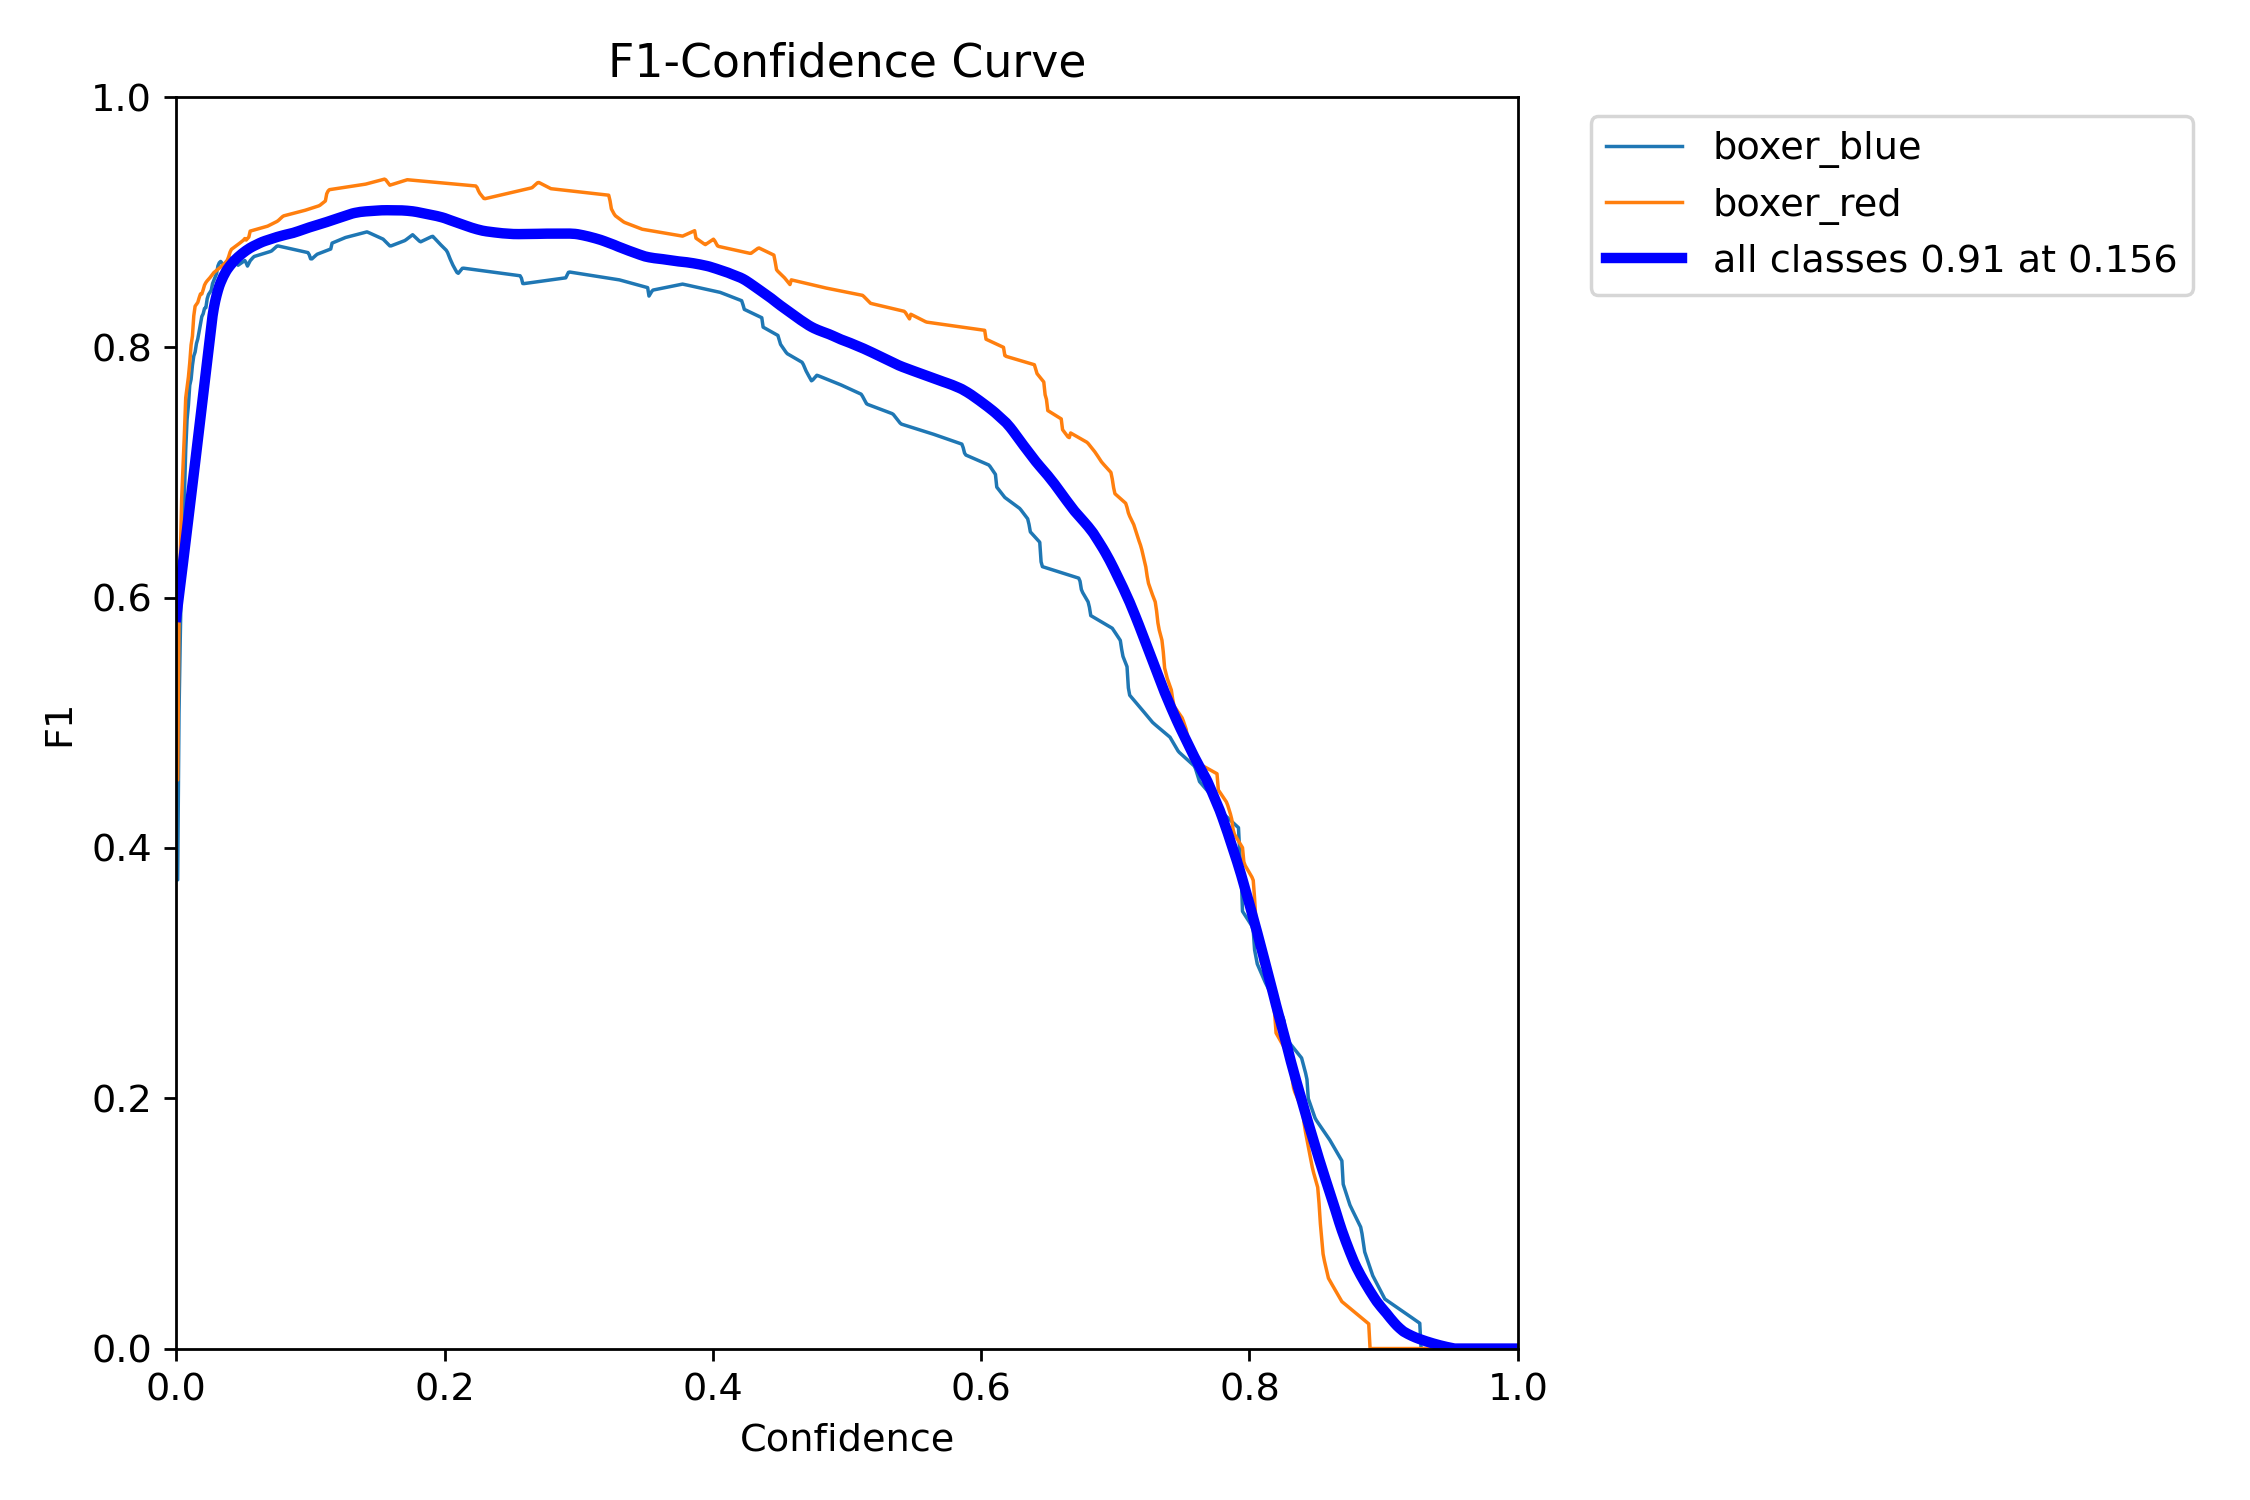 F1-Confidence Curve
1.0
0.8
0.6
0.4
0.2
0.0
F1
0.0 0.2 0.4 0.6 0.8 1.0
Confidence
boxer_blue
boxer_red
all classes 0.91 at 0.156